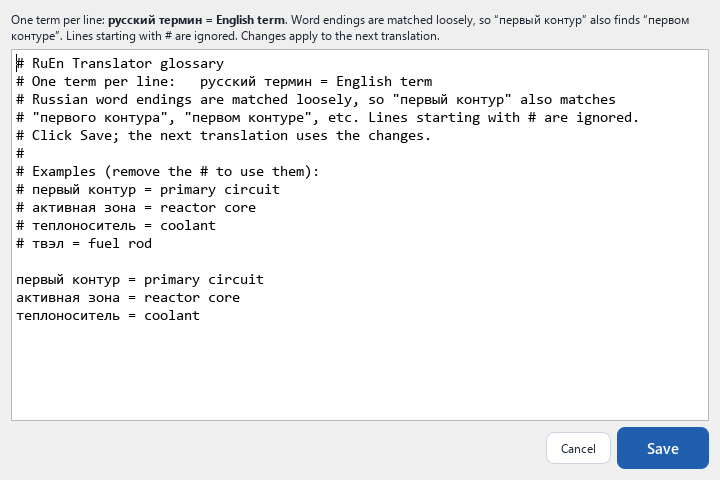 One term per line: русский термин = English term. Word endings are matched loosely, so "первый контур" also finds "первом
контуре". Lines starting with # are ignored. Changes apply to the next translation.
# RuEn Translator glossary
# One term per line:   русский термин = English term
# Russian word endings are matched loosely, so "первый контур" also matches
# "первого контура", "первом контуре", etc. Lines starting with # are ignored.
# Click Save; the next translation uses the changes.
#
# Examples (remove the # to use them):
# первый контур = primary circuit
# активная зона = reactor core
# теплоноситель = coolant
# твэл = fuel rod
первый контур = primary circuit
активная зона = reactor core
теплоноситель = coolant
Cancel
Save